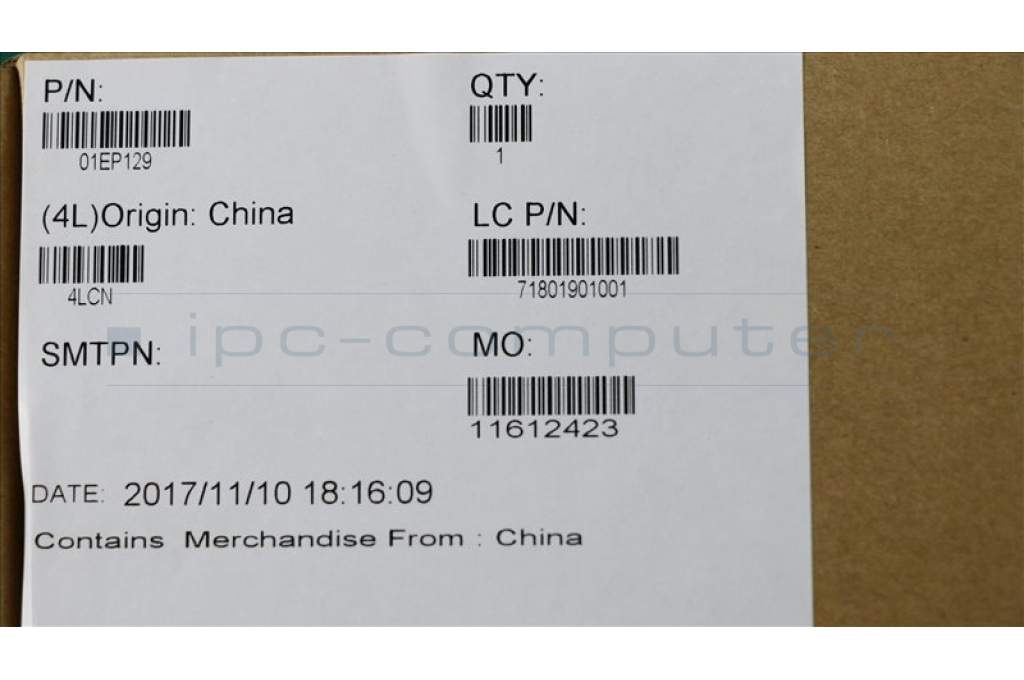 P/N:
01EP129
QTY:
1
(4L)Origin: China
4LCN
LC P/N:
71801901001
ipc-computer
SMTPN:
MO:
11612423
DATE: 2017/11/10 18:16:09
Contains Merchandise From : China